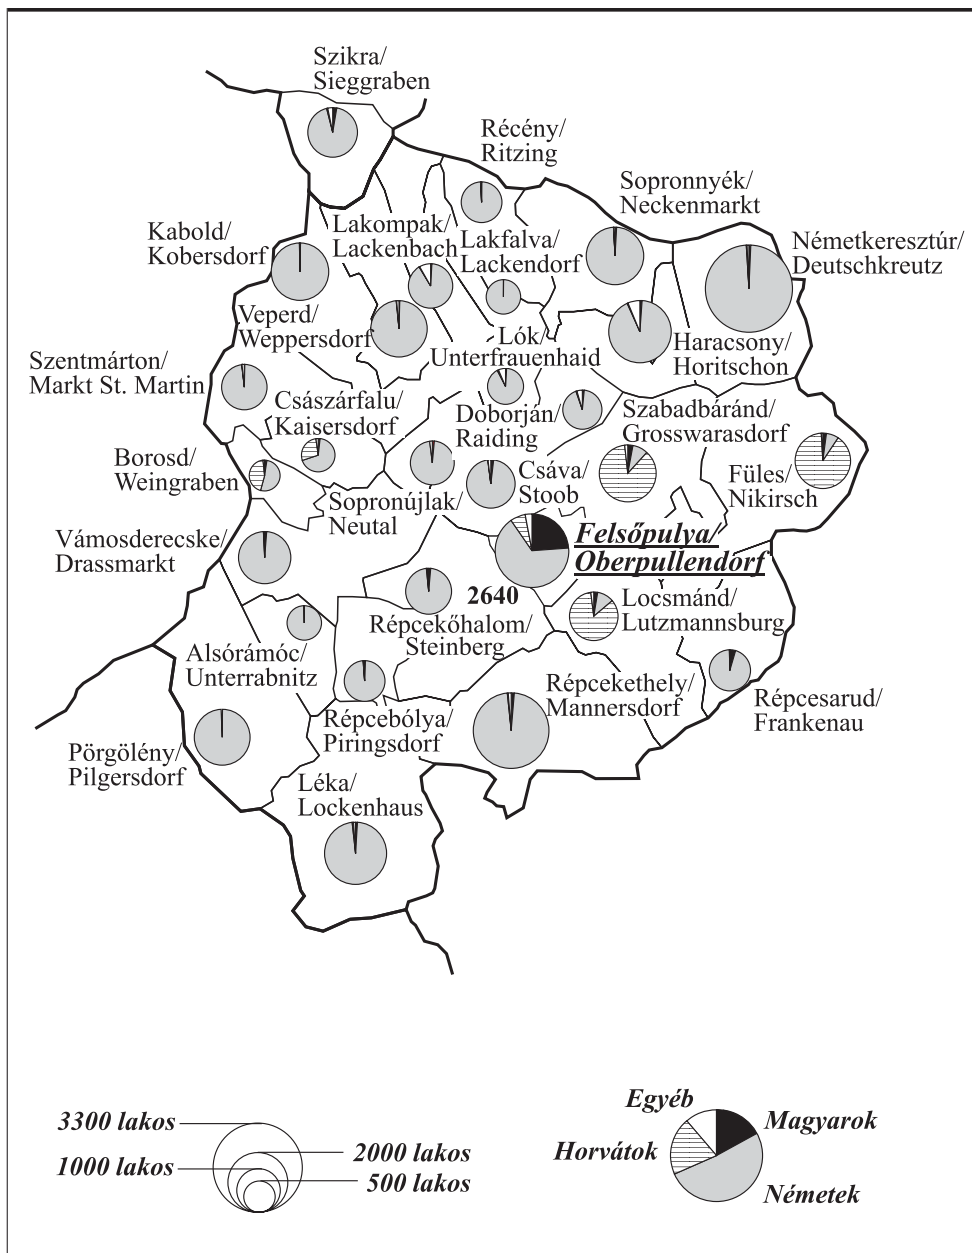 Szikra/
Sieggraben
Récény/
Ritzing
Sopronnyék/
Neckenmarkt
Kabold/
Kobersdorf
Lakompak/
Lackenbach
Lakfalva/
Lackendorf
Németkeresztúr/
Deutschkreutz
Veperd/
Weppersdorf
Lók/
Unterfrauenhaid
Haracsony/
Horitschon
Szentmárton/
Markt St. Martin
Császárfalu/
Kaisersdorf
Doborján/
Raiding
Szabadbáránd/
Grosswarasdorf
Borosd/
Weingraben
Sopronújlak/
Neutal
Csáva/
Stoob
Füles/
Nikirsch
Vámosderecske/
Drassmarkt
Felsőpulya/
Oberpullendorf
2640
Locsmánd/
Lutzmannsburg
Répcekőhalom/
Steinberg
Alsórámóc/
Unterrabnitz
Répcekethely/
Mannersdorf
Répcesarud/
Frankenau
Répcebólya/
Piringsdorf
Pörgölény/
Pilgersdorf
Léka/
Lockenhaus
3300 lakos
2000 lakos
1000 lakos
500 lakos
Egyéb
Magyarok
Horvátok
Németek